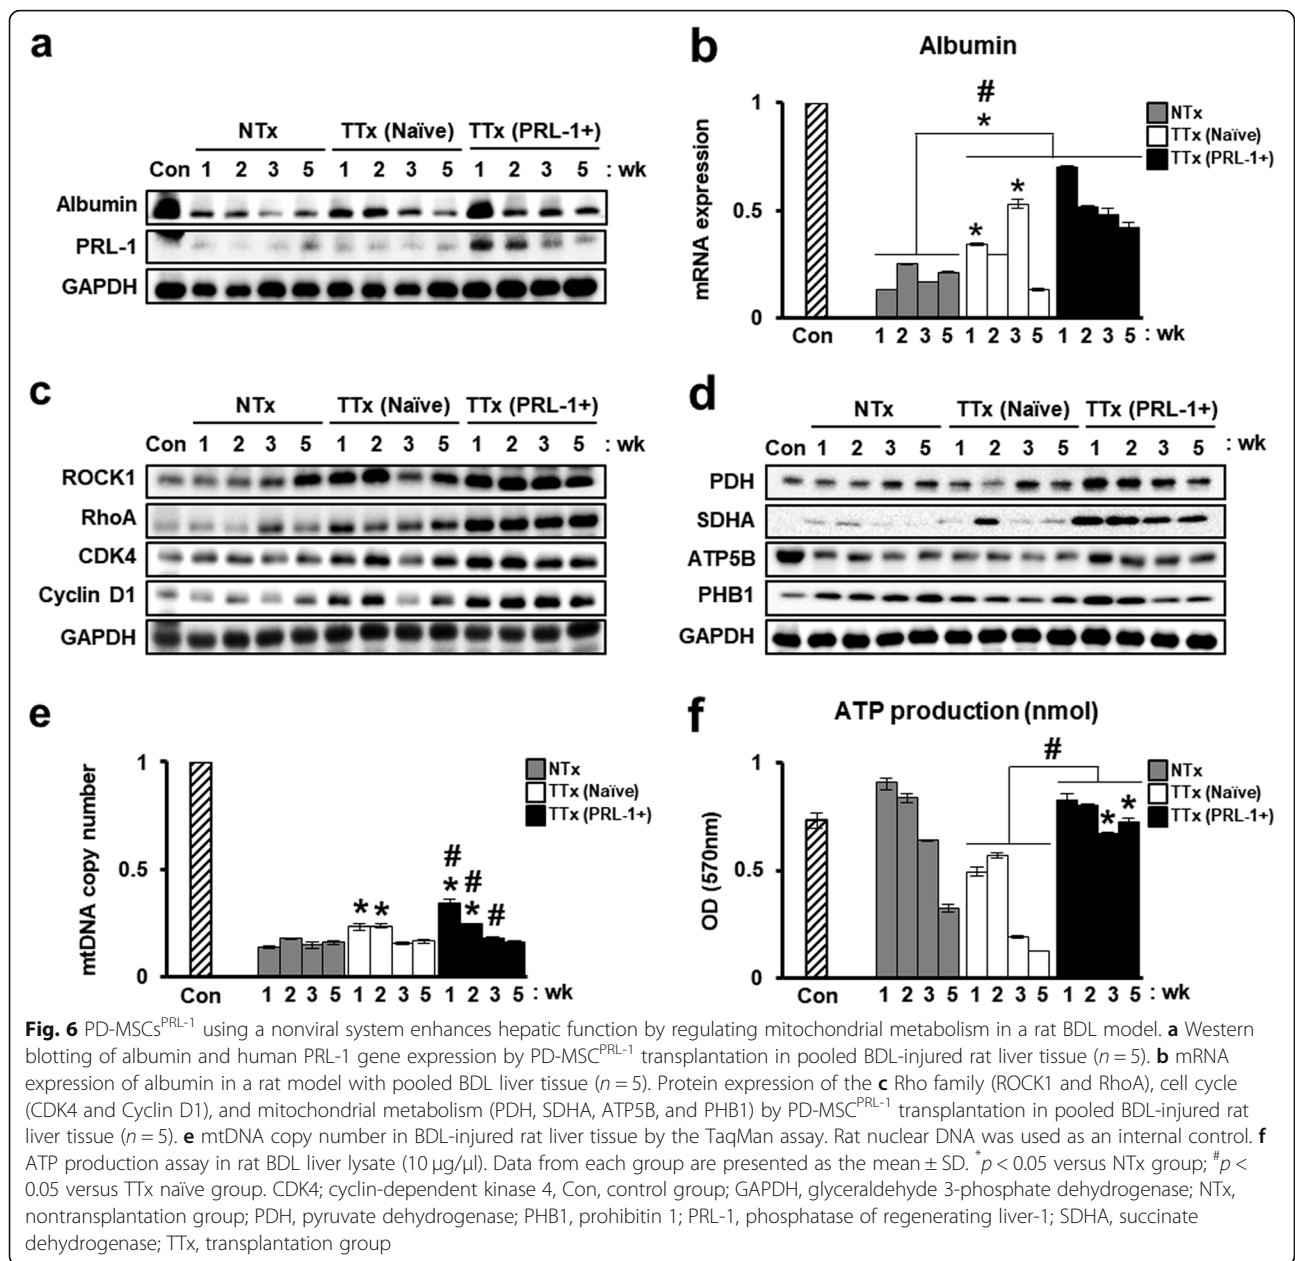 a
NTx TTx (Naïve) TTx (PRL-1+)
Con 1 2 3 5 1 2 3 5 1 2 3 5 : wk
Albumin
PRL-1
GAPDH
b
Albumin
mRNA expression
1
0.5
0
#
*
*
*
NTx
TTx (Naïve)
TTx (PRL-1+)
Con 1 2 3 5 1 2 3 5 1 2 3 5 : wk
c
NTx TTx (Naïve) TTx (PRL-1+)
Con 1 2 3 5 1 2 3 5 1 2 3 5 : wk
ROCK1
RhoA
CDK4
Cyclin D1
GAPDH
d
NTx TTx (Naïve) TTx (PRL-1+)
Con 1 2 3 5 1 2 3 5 1 2 3 5 : wk
PDH
SDHA
ATP5B
PHB1
GAPDH
e
mtDNA copy number
1
0.5
0
* *
# # #
* *
NTx
TTx (Naïve)
TTx (PRL-1+)
Con 1 2 3 5 1 2 3 5 1 2 3 5 : wk
f
ATP production (nmol)
OD (570nm)
1
0.5
0
#
* *
NTx
TTx (Naïve)
TTx (PRL-1+)
Con 1 2 3 5 1 2 3 5 1 2 3 5 : wk
Fig. 6 PD-MSCsPRL-1 using a nonviral system enhances hepatic function by regulating mitochondrial metabolism in a rat BDL model. a Western
blotting of albumin and human PRL-1 gene expression by PD-MSCPRL-1 transplantation in pooled BDL-injured rat liver tissue (n = 5). b mRNA
expression of albumin in a rat model with pooled BDL liver tissue (n = 5). Protein expression of the c Rho family (ROCK1 and RhoA), cell cycle
(CDK4 and Cyclin D1), and mitochondrial metabolism (PDH, SDHA, ATP5B, and PHB1) by PD-MSCPRL-1 transplantation in pooled BDL-injured rat
liver tissue (n = 5). e mtDNA copy number in BDL-injured rat liver tissue by the TaqMan assay. Rat nuclear DNA was used as an internal control. f
ATP production assay in rat BDL liver lysate (10 μg/μl). Data from each group are presented as the mean ± SD. *p < 0.05 versus NTx group; #p <
0.05 versus TTx naïve group. CDK4; cyclin-dependent kinase 4, Con, control group; GAPDH, glyceraldehyde 3-phosphate dehydrogenase; NTx,
nontransplantation group; PDH, pyruvate dehydrogenase; PHB1, prohibitin 1; PRL-1, phosphatase of regenerating liver-1; SDHA, succinate
dehydrogenase; TTx, transplantation group